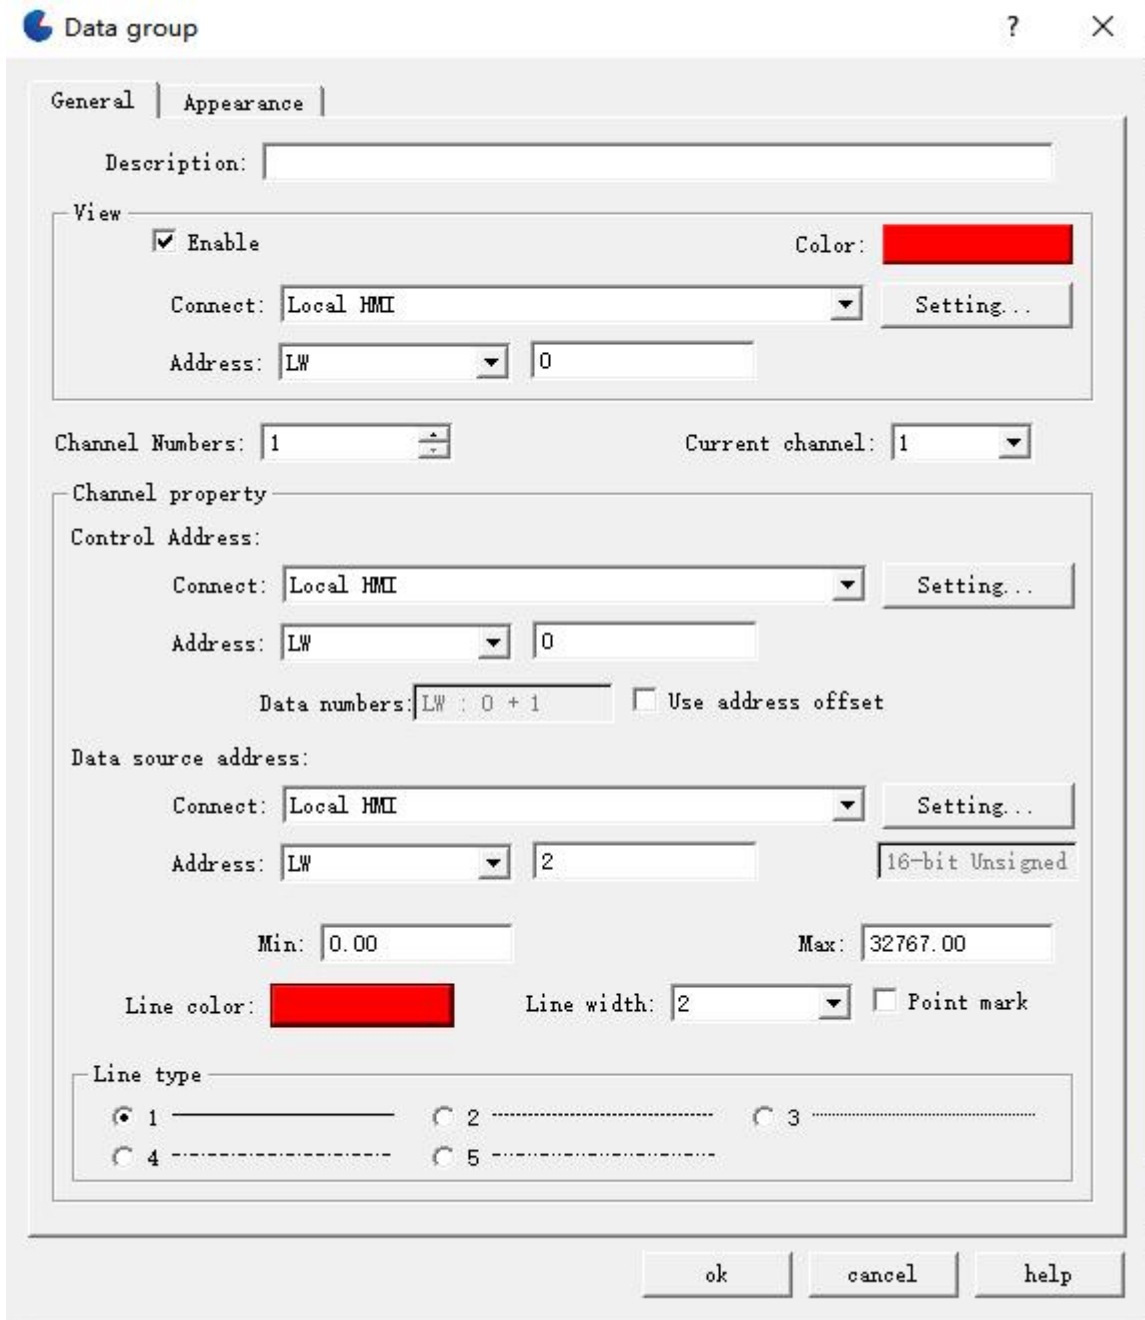 Data group
General Appearance
Description:
View
Enable Color:
Connect: Local HMI Setting...
Address: LW 0
Channel Numbers: 1 Current channel: 1
Channel property
Control Address:
Connect: Local HMI Setting...
Address: LW 0
Data numbers: LW : 0 + 1 Use address offset
Data source address:
Connect: Local HMI Setting...
Address: LW 2 16-bit Unsigned
Min: 0.00 Max: 32767.00
Line color: Line width: 2 Point mark
Line type
1 2 3
4 5
ok cancel help